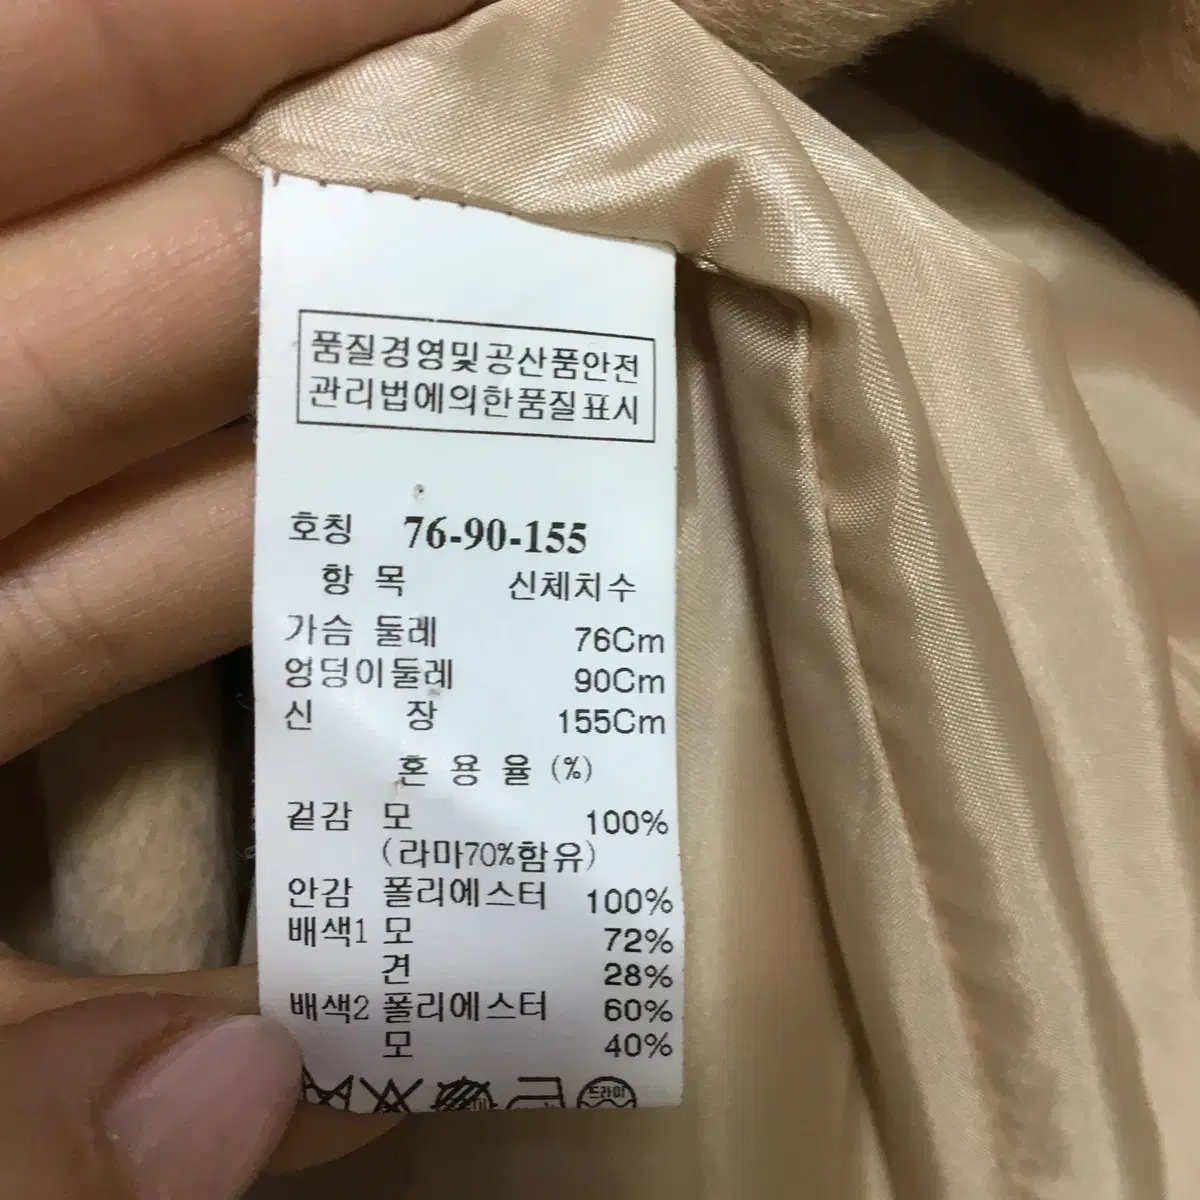 품질경영및공산품안전
관리법에의한품질표시
호칭 76-90-155
항 목 신체치수
가슴 둘레 76Cm
엉덩이둘레 90Cm
신 장 155Cm
혼 용 율 (%)
겉감 모 100%
(라마70%함유)
안감 폴리에스터 100%
배색1 모 72%
견 28%
배색2 폴리에스터 60%
모 40%
드라이